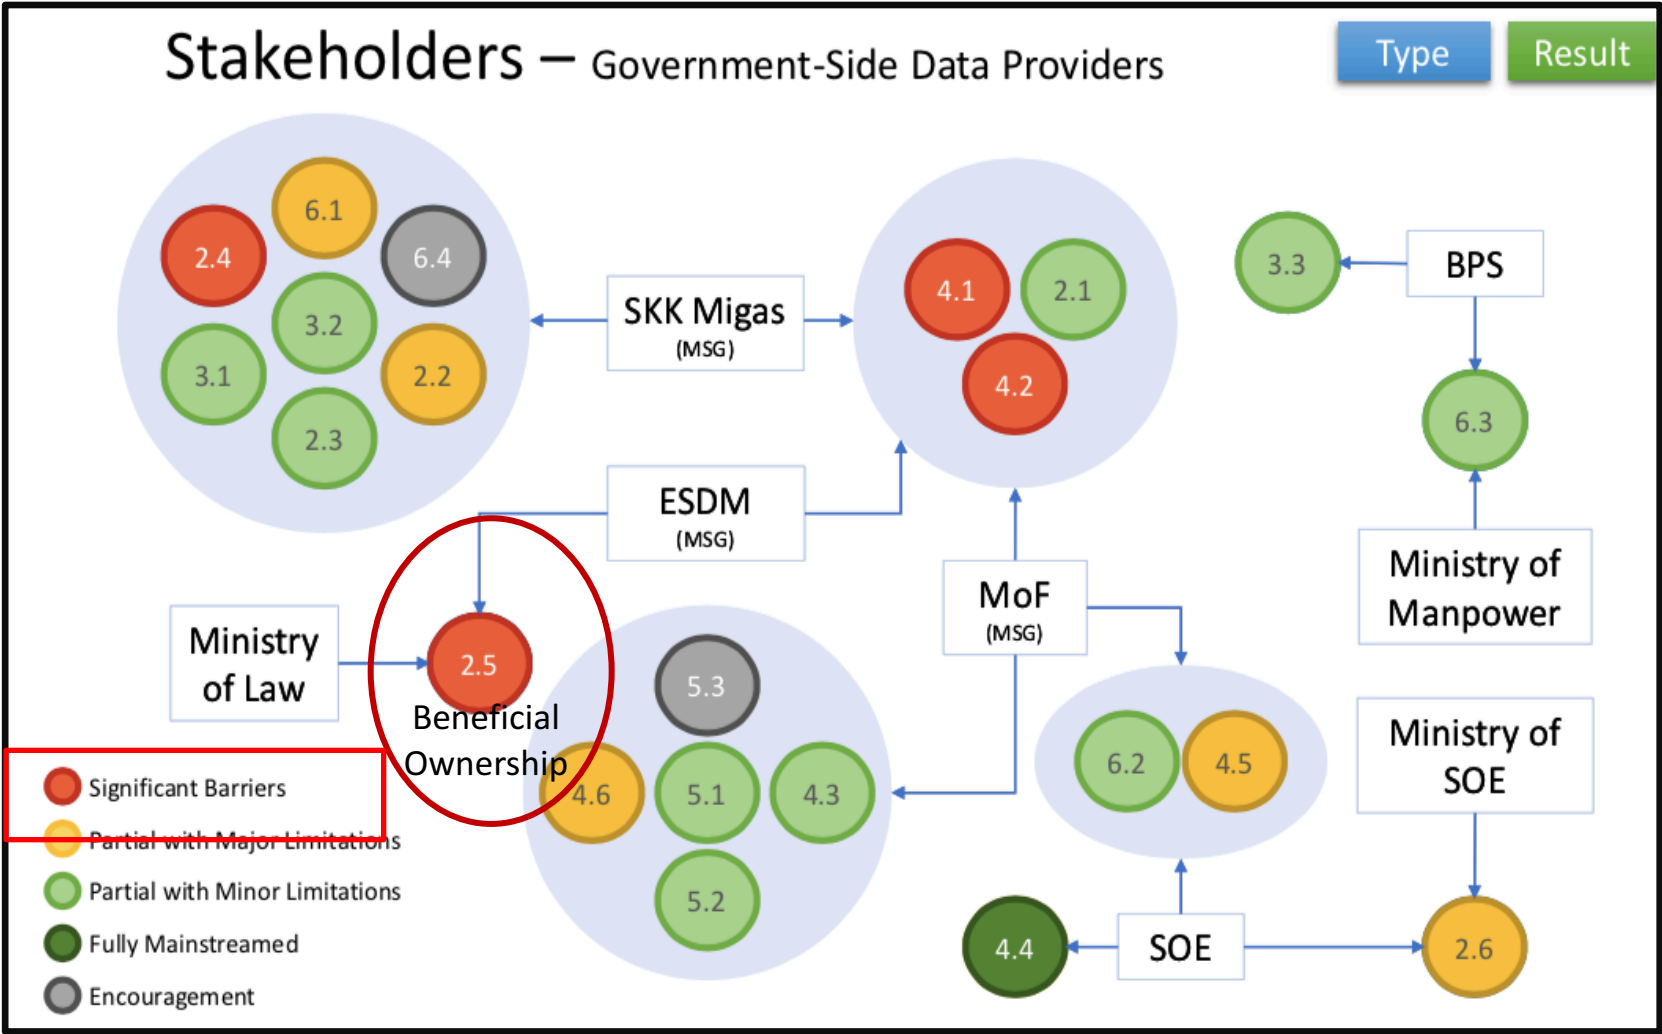 Stakeholders – Government-Side Data Providers
Type
Result
6.1
2.4
6.4
3.2
3.1
2.2
2.3
SKK Migas
(MSG)
4.1
2.1
4.2
3.3
BPS
6.3
ESDM
(MSG)
Ministry of
Manpower
MoF
(MSG)
Ministry
of Law
2.5
Beneficial
Ownership
5.3
4.6
5.1
4.3
5.2
6.2
4.5
Ministry of
SOE
4.4
SOE
2.6
Significant Barriers
Partial with Major Limitations
Partial with Minor Limitations
Fully Mainstreamed
Encouragement